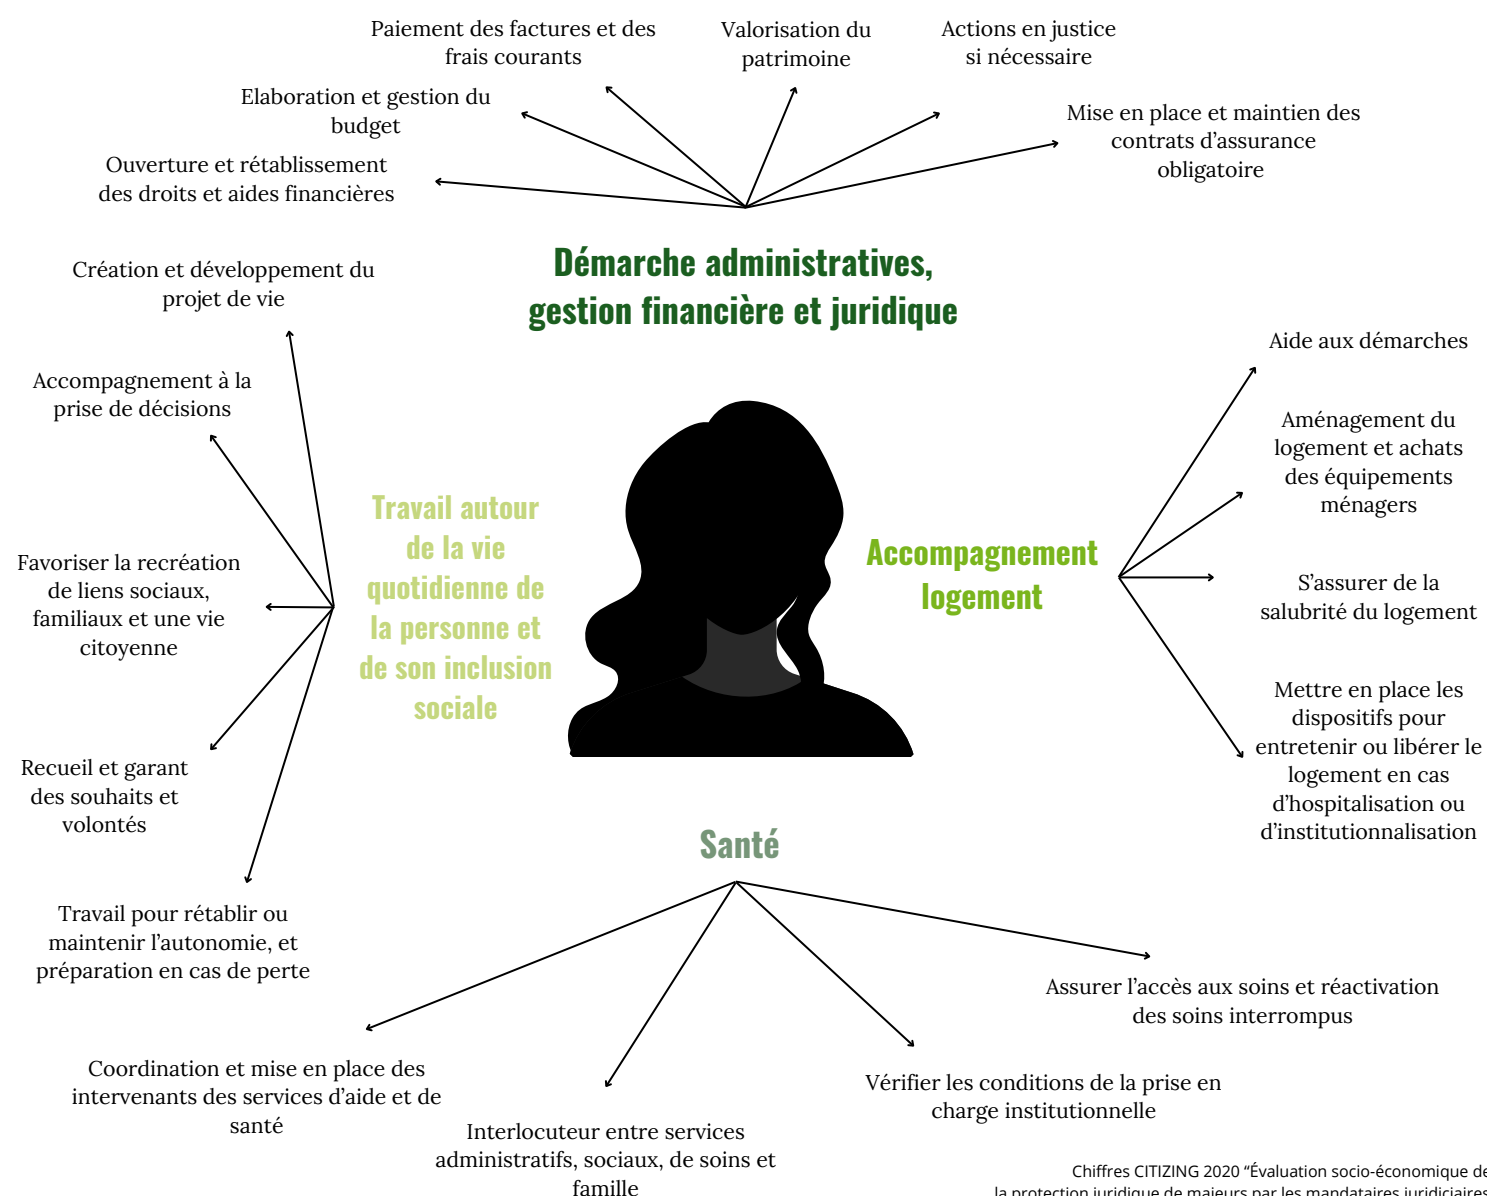 Paiement des factures et des
frais courants
Valorisation du
patrimoine
Actions en justice
si nécessaire
Elaboration et gestion du
budget
Mise en place et maintien des
contrats d’assurance
obligatoire
Ouverture et rétablissement
des droits et aides financières
Démarche administratives,
gestion financière et juridique
Création et développement du
projet de vie
Accompagnement à la
prise de décisions
Favoriser la recréation
de liens sociaux,
familiaux et une vie
citoyenne
Recueil et garant
des souhaits et
volontés
Travail pour rétablir ou
maintenir l’autonomie, et
préparation en cas de perte
Travail autour
de la vie
quotidienne de
la personne et
de son inclusion
sociale
Accompagnement
logement
Aide aux démarches
Aménagement du
logement et achats
des équipements
ménagers
S’assurer de la
salubrité du logement
Mettre en place les
dispositifs pour
entretenir ou libérer le
logement en cas
d’hospitalisation ou
d’institutionnalisation
Santé
Coordination et mise en place des
intervenants des services d’aide et de
santé
Interlocuteur entre services
administratifs, sociaux, de soins et
famille
Vérifier les conditions de la prise en
charge institutionnelle
Assurer l’accès aux soins et réactivation
des soins interrompus
Chiffres CITIZING 2020 “Évaluation socio-économique de
la protection juridique de majeurs par les mandataires juridiciaires